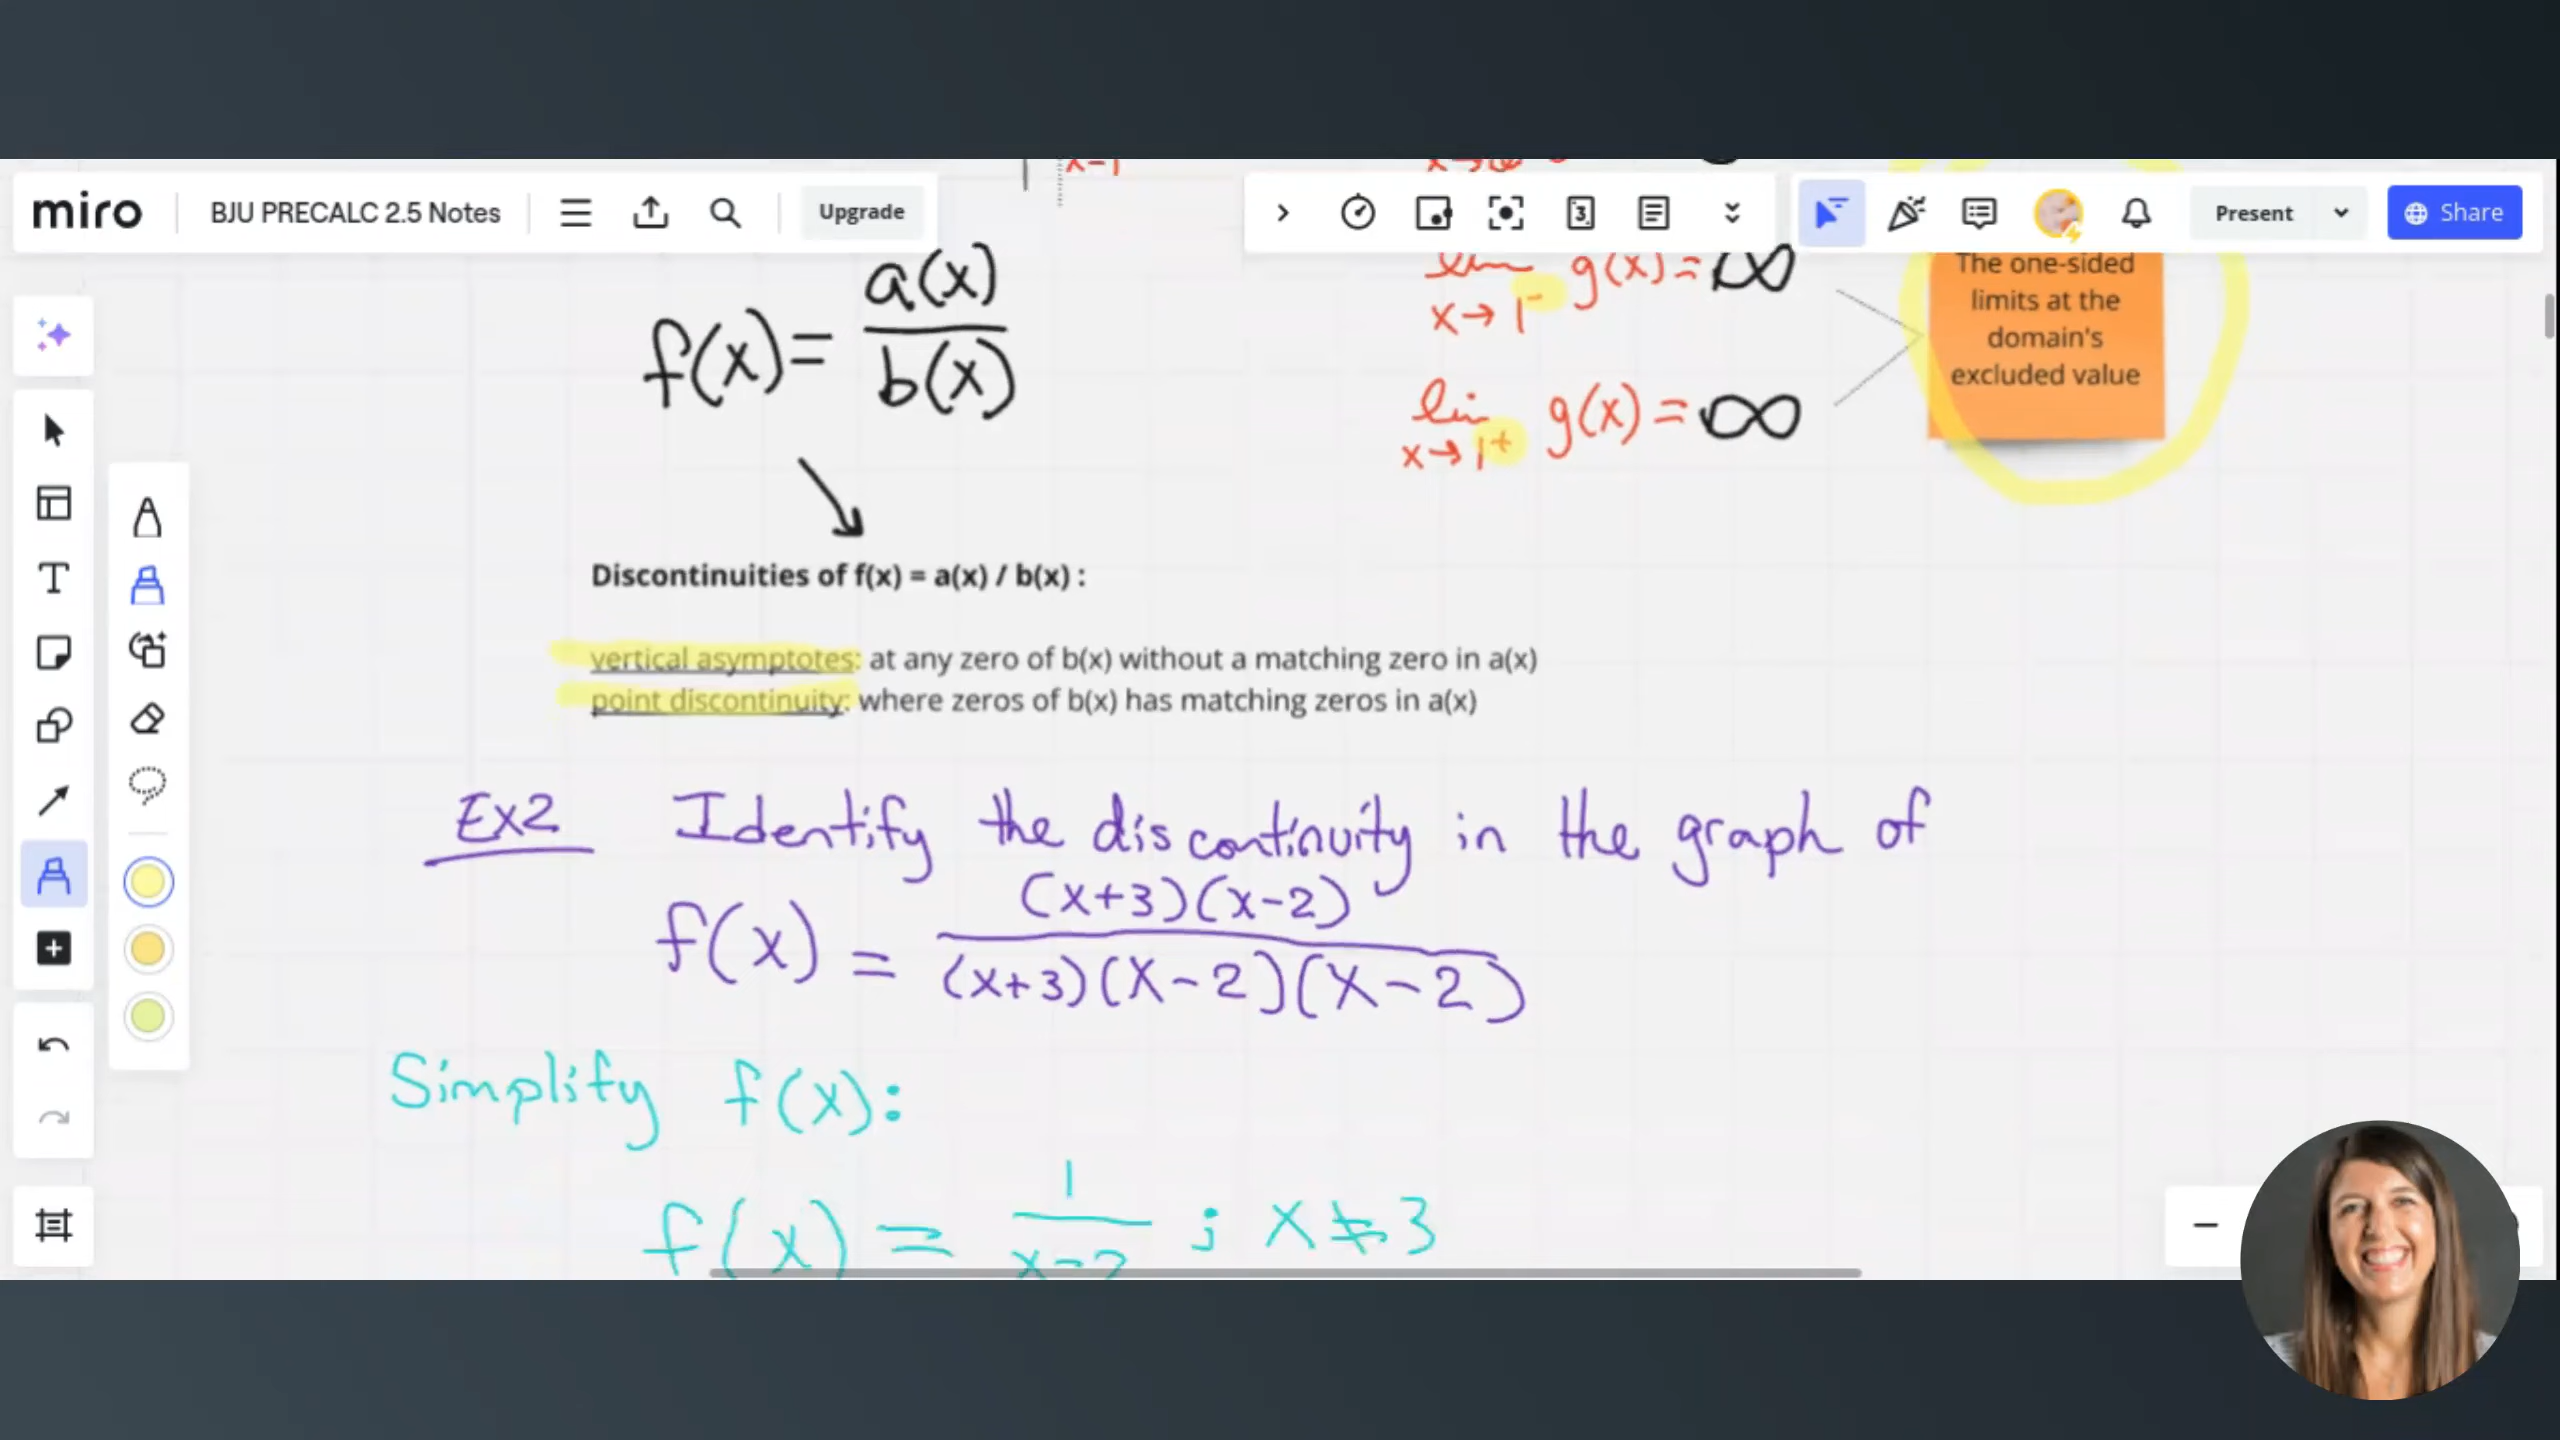 x=1
miro BJU PRECALC 2.5 Notes Upgrade
3 Present Share
f(x)= a(x)
b(x)
lim g(x)=∞
x→1⁻
lim g(x)=∞
x→1⁺
The one-sided
limits at the
domain's
excluded value
Discontinuities of f(x) = a(x) / b(x) :
vertical asymptotes: at any zero of b(x) without a matching zero in a(x)
point discontinuity: where zeros of b(x) has matching zeros in a(x)
Ex2 Identify the discontinuity in the graph of
f(x) = (x+3)(x-2)
(x+3)(x-2)(x-2)
Simplify f(x):
f(x) = 1 ; x≠3
x-2